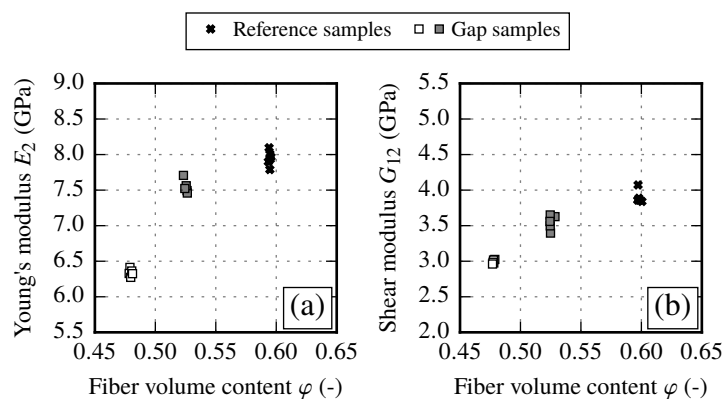 Reference samples Gap samples
9.0
8.5
8.0
7.5
7.0
6.5
6.0
5.5
0.45 0.50 0.55 0.60 0.65
Young's modulus E₂ (GPa)
Fiber volume content φ (-)
(a)
5.5
5.0
4.5
4.0
3.5
3.0
2.5
2.0
0.45 0.50 0.55 0.60 0.65
Shear modulus G₁₂ (GPa)
Fiber volume content φ (-)
(b)